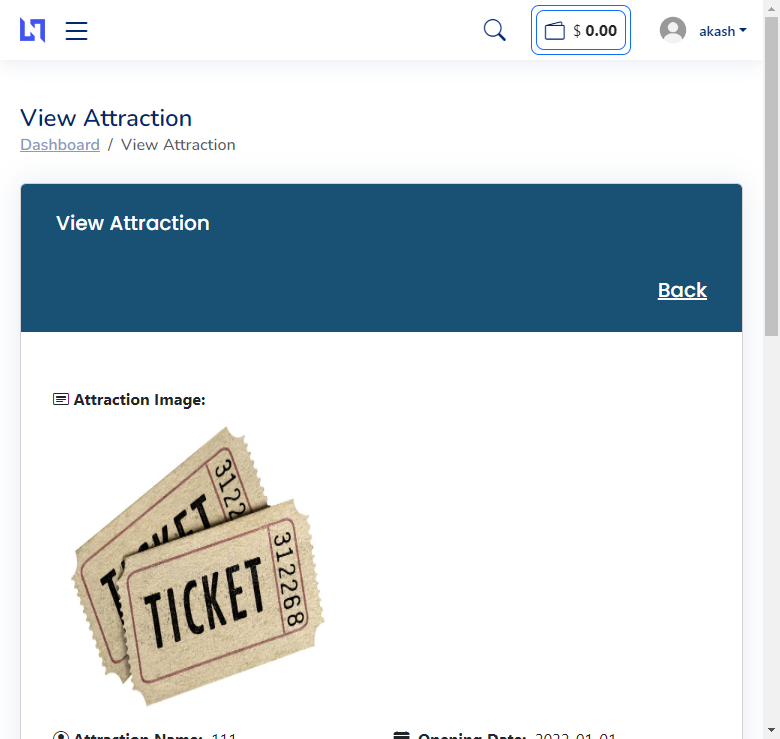 $ 0.00
akash
View Attraction
Dashboard / View Attraction
View Attraction
Back
Attraction Image:
3122
TICKET
TICKET
312268
Attraction Name: 111
Opening Date: 2022-01-01